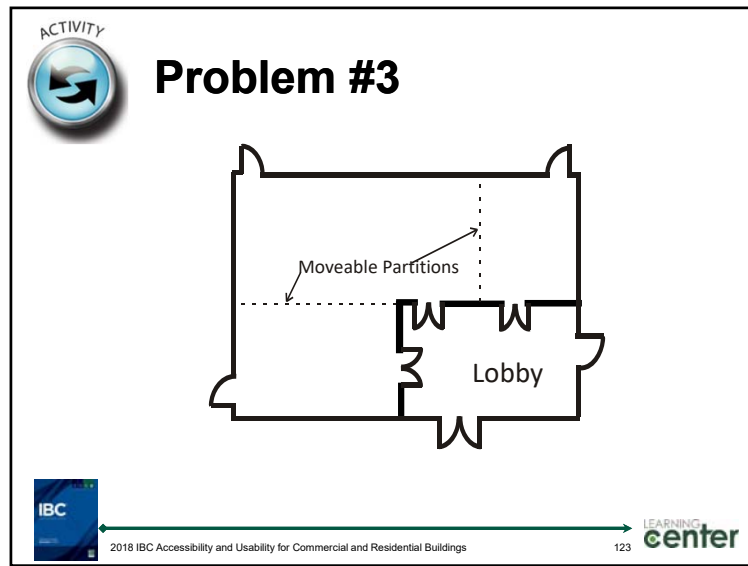 ACTIVITY
Problem #3
Moveable Partitions
Lobby
IBC
2018 IBC Accessibility and Usability for Commercial and Residential Buildings
123
LEARNING
center